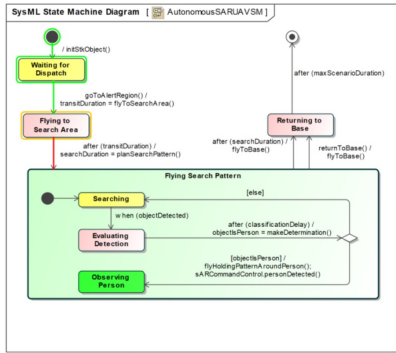 SysML State Machine Diagram [ AutonomousSARUAVSM ]
/ initStkObject()
Waiting for
Dispatch
goToAlertRegion() /
transitDuration = flyToSearchArea()
after (maxScenarioDuration)
Flying to
Search Area
Returning to
Base
after (transitDuration) /
searchDuration = planSearchPattern()
after (searchDuration) /
flyToBase()
returnToBase() /
flyToBase()
Flying Search Pattern
[else]
Searching
when (objectDetected)
after (classificationDelay) /
objectIsPerson = makeDetermination()
Evaluating
Detection
[objectIsPerson] /
flyHoldingPatternAroundPerson();
sARCommandControl.personDetected()
Observing
Person